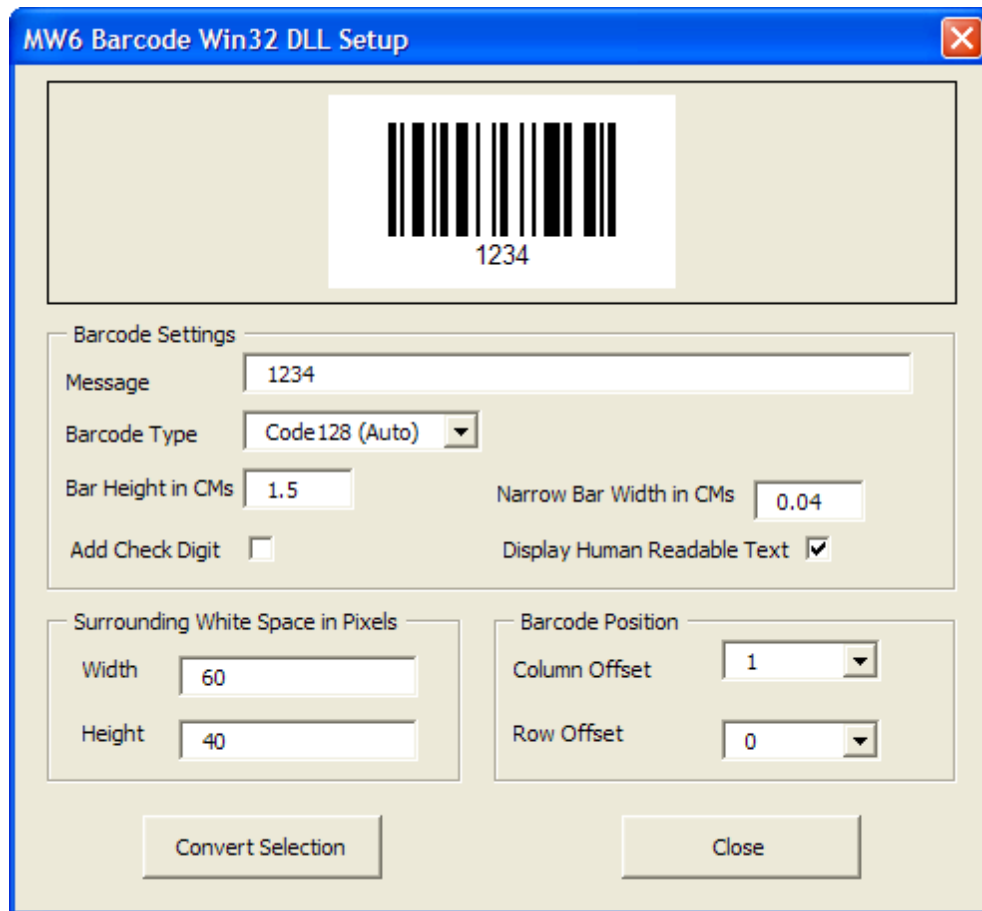 MW6 Barcode Win32 DLL Setup
1234
Barcode Settings
Message 1234
Barcode Type Code128 (Auto)
Bar Height in CMs 1.5 Narrow Bar Width in CMs 0.04
Add Check Digit Display Human Readable Text
Surrounding White Space in Pixels Barcode Position
Width 60 Column Offset 1
Height 40 Row Offset 0
Convert Selection Close